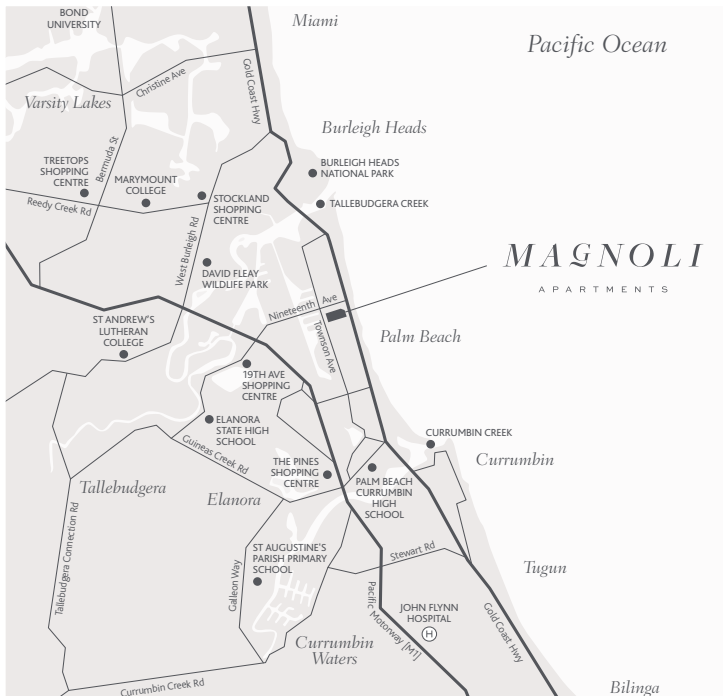 BOND
UNIVERSITY
Miami
Pacific Ocean
Christine Ave
Gold Coast Hwy
Varsity Lakes
Burleigh Heads
Bermuda St
TREETOPS
SHOPPING
CENTRE
MARYMOUNT
COLLEGE
BURLEIGH HEADS
NATIONAL PARK
Reedy Creek Rd
STOCKLAND
SHOPPING
CENTRE
TALLEBUDGERA CREEK
West Burleigh Rd
MAGNOLI
APARTMENTS
DAVID FLEAY
WILDLIFE PARK
Nineteenth Ave
ST ANDREW'S
LUTHERAN
COLLEGE
Townson Ave
Palm Beach
19TH AVE
SHOPPING
CENTRE
ELANORA
STATE HIGH
SCHOOL
CURRUMBIN CREEK
Guineas Creek Rd
THE PINES
SHOPPING
CENTRE
Currumbin
PALM BEACH
CURRUMBIN
HIGH
SCHOOL
Tallebudgera
Elanora
Tallebudgera Connection Rd
ST AUGUSTINE'S
PARISH PRIMARY
SCHOOL
Stewart Rd
Galleon Way
Tugun
Pacific Motorway [M1]
JOHN FLYNN
HOSPITAL
H
Gold Coast Hwy
Currumbin
Waters
Currumbin Creek Rd
Bilinga